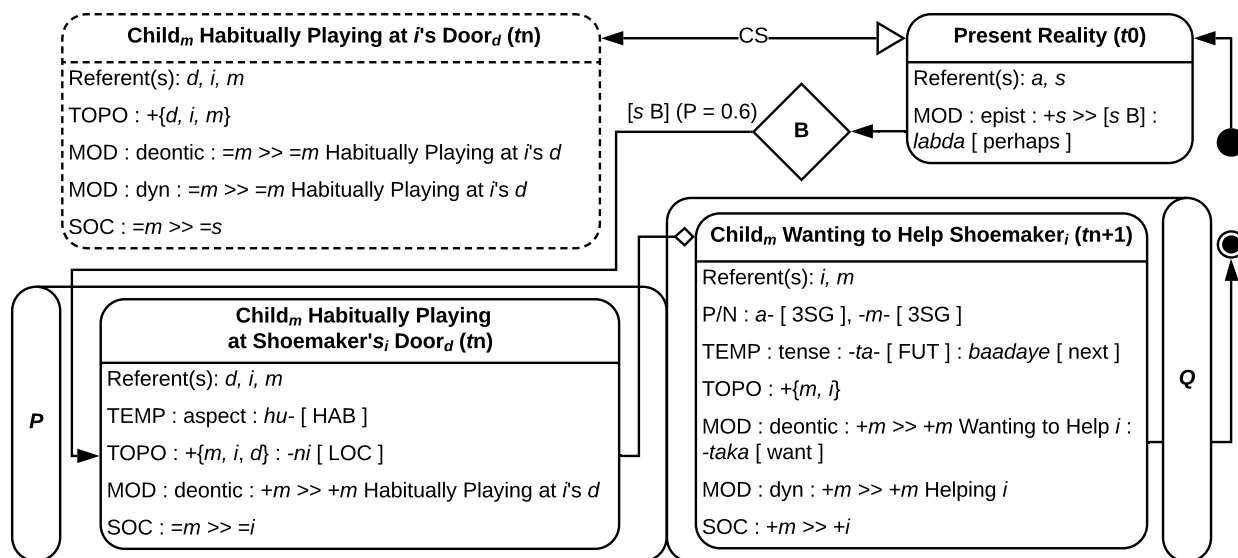 Child_m Habitually Playing at i's Door_d (tn)
Referent(s): d, i, m
TOPO : +{d, i, m}
MOD : deontic : =m >> =m Habitually Playing at i's d
MOD : dyn : =m >> =m Habitually Playing at i's d
SOC : =m >> =s
CS
Present Reality (t0)
Referent(s): a, s
MOD : epist : +s >> [s B] :
labda [ perhaps ]
[s B] (P = 0.6)
B
P
Child_m Habitually Playing
at Shoemaker's_i Door_d (tn)
Referent(s): d, i, m
TEMP : aspect : hu- [ HAB ]
TOPO : +{m, i, d} : -ni [ LOC ]
MOD : deontic : +m >> +m Habitually Playing at i's d
SOC : =m >> =i
Child_m Wanting to Help Shoemaker_i (tn+1)
Referent(s): i, m
P/N : a- [ 3SG ], -m- [ 3SG ]
TEMP : tense : -ta- [ FUT ] : baadaye [ next ]
TOPO : +{m, i}
MOD : deontic : +m >> +m Wanting to Help i :
-taka [ want ]
MOD : dyn : +m >> +m Helping i
SOC : +m >> +i
Q